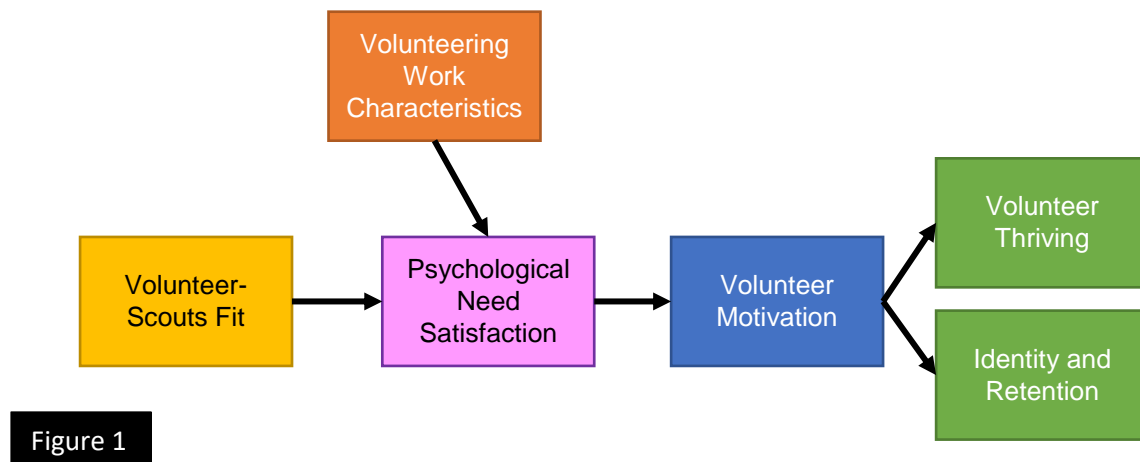 Volunteering
Work
Characteristics
Volunteer-
Scouts Fit
Psychological
Need
Satisfaction
Volunteer
Motivation
Volunteer
Thriving
Identity and
Retention
Figure 1